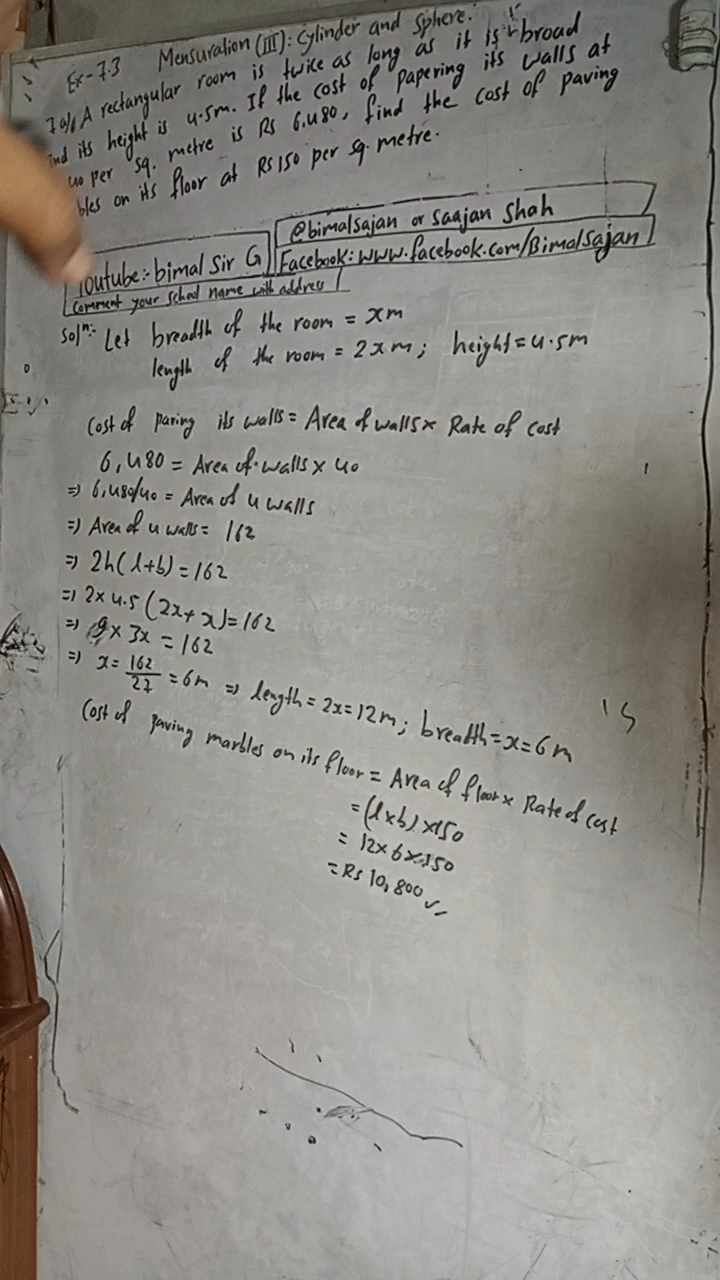 Ex-7.3 Mensuration (III): Cylinder and Sphere.
7 a) A rectangular room is twice as long as it is broad
and its height is 4.5m. If the cost of papering its walls at
40 per sq. metre is Rs 6,480, find the cost of paving
bles on its floor at Rs 150 per sq. metre.
@bimalsajan or saajan Shah
Youtube:- bimal Sir G
Facebook: www.facebook.com/BimalSajan
Comment your school name with address
Solⁿ:- Let breadth of the room = xm
length of the room = 2xm; height = 4.5m
Cost of paving its walls = Area of walls x Rate of cost
6,480 = Area of walls x 40
=> 6,480/40 = Area of 4 walls
=> Area of 4 walls = 162
=> 2h(l+b) = 162
=> 2x 4.5 (2x+x) = 162
=> 9x 3x = 162
=> x = 162/27 = 6m => length = 2x = 12m; breadth = x = 6m
Cost of paving marbles on its floor = Area of floor x Rate of cost
= (lxb) x150
= 12x6x150
= Rs 10,800